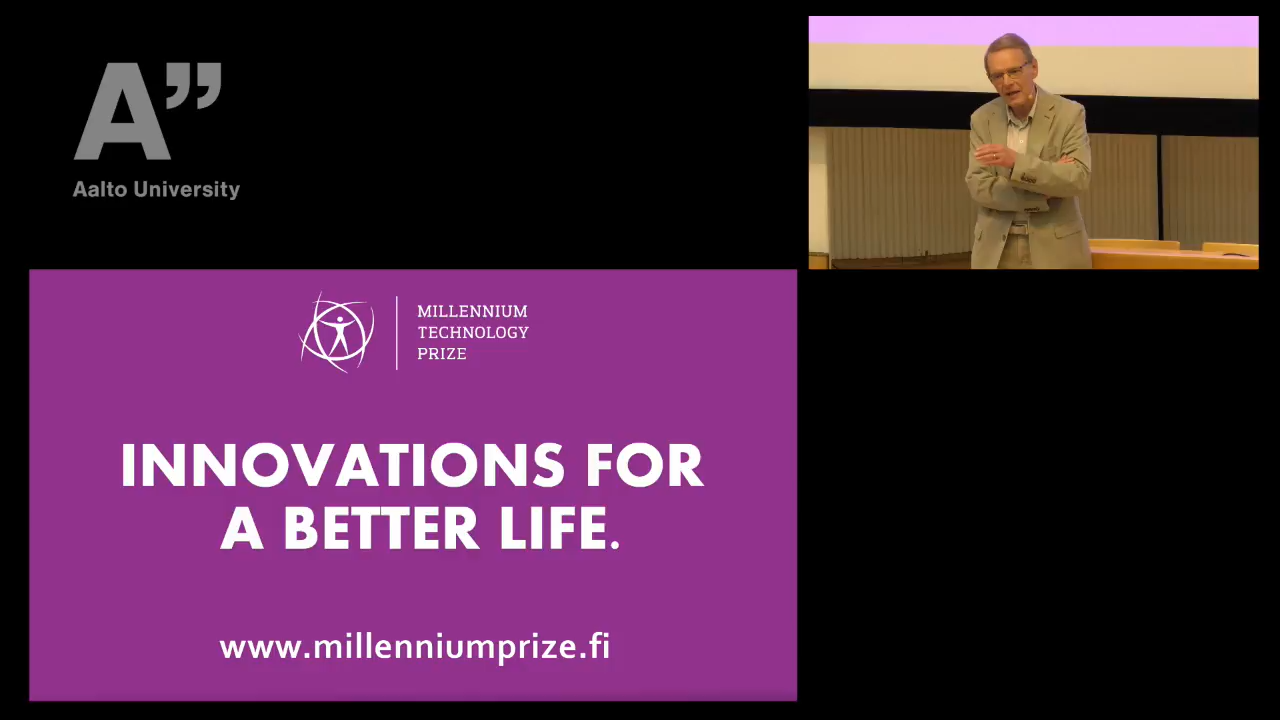 A”
Aalto University
MILLENNIUM
TECHNOLOGY
PRIZE
INNOVATIONS FOR
A BETTER LIFE.
www.millenniumprize.fi